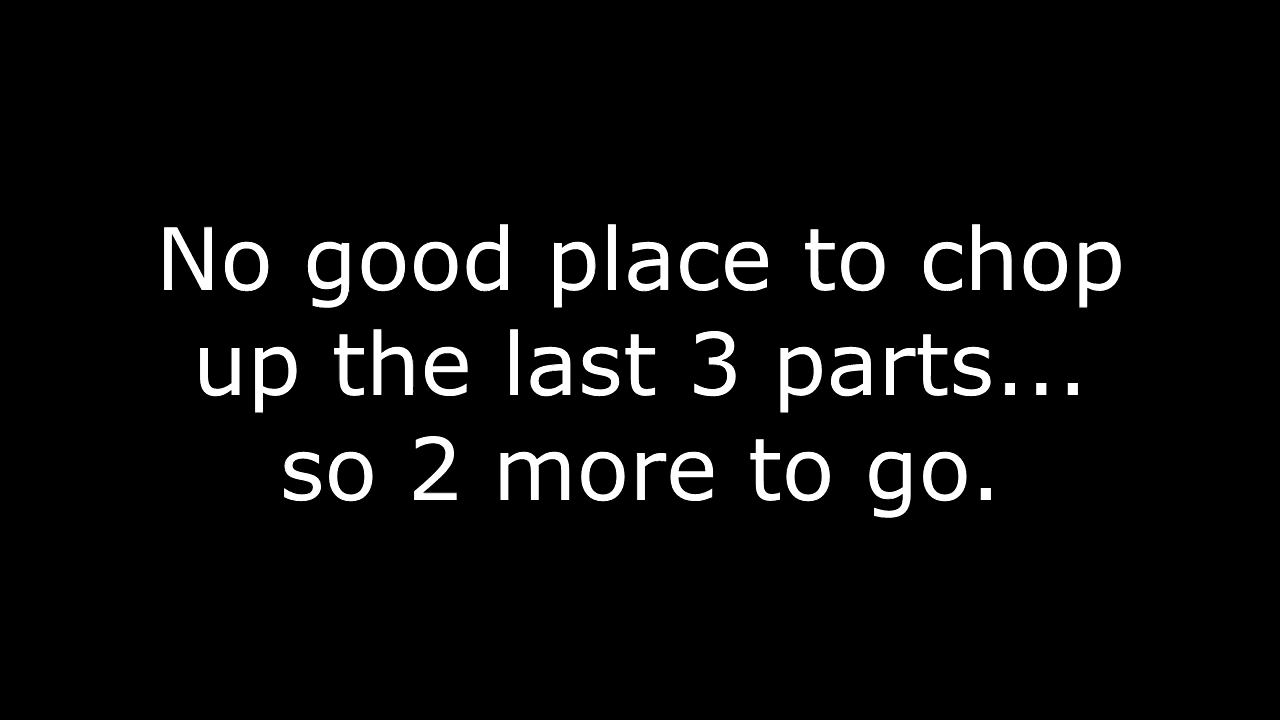 No good place to chop
up the last 3 parts...
so 2 more to go.